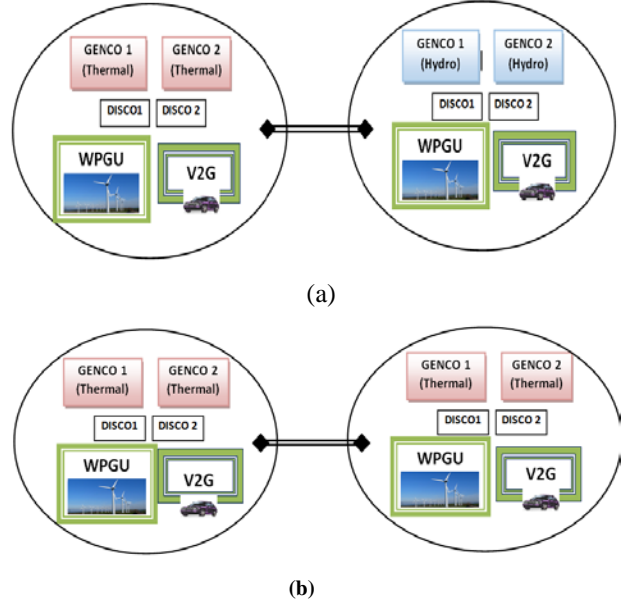 GENCO 1 GENCO 2 GENCO 1 GENCO 2
(Thermal) (Thermal) (Hydro) (Hydro)
DISCO1 DISCO 2 DISCO1 DISCO 2
WPGU V2G WPGU V2G
(a)
GENCO 1 GENCO 2 GENCO 1 GENCO 2
(Thermal) (Thermal) (Thermal) (Thermal)
DISCO1 DISCO 2 DISCO1 DISCO 2
WPGU V2G WPGU V2G
(b)